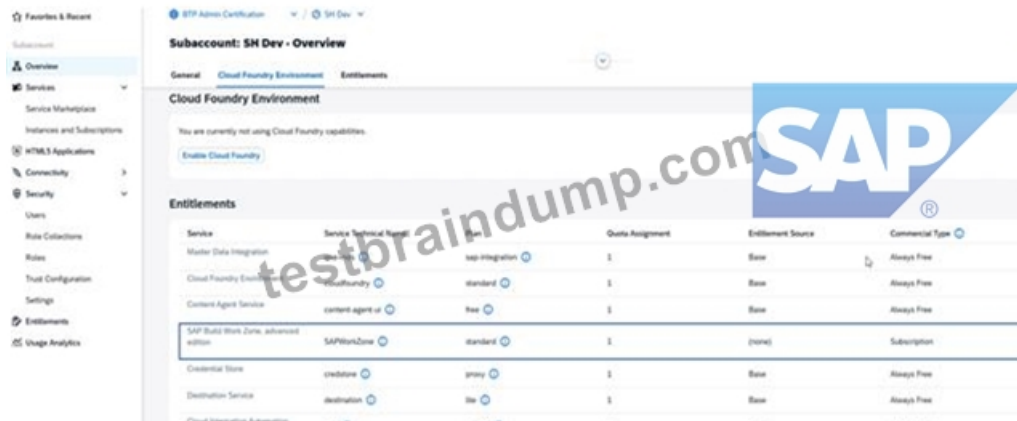 Favorites & Recent
BTP Admin Certification / SH Dev
Subaccount
Subaccount: SH Dev - Overview
Overview
General Cloud Foundry Environment Entitlements
Services
Service Marketplace
Instances and Subscriptions
HTML5 Applications
Connectivity
Security
Users
Role Collections
Roles
Trust Configuration
Settings
Entitlements
Usage Analytics
Cloud Foundry Environment
You are currently not using Cloud Foundry capabilities.
Enable Cloud Foundry
Entitlements
Service Service Technical Name Plan Quota Assignment Entitlement Source Commercial Type
Master Data Integration sap-integration 1 Base Always Free
Cloud Foundry cloudfoundry standard 1 Base Always Free
Content Agent Service content-agent-ui free 1 Base Always Free
SAP Build Work Zone, advanced
edition SAPWorkZone standard 1 (none) Subscription
Credential Store credstore proxy 1 Base Always Free
Destination Service destination lite 1 Base Always Free
Cloud Integration Automation
SAP
®
testbraindump.com